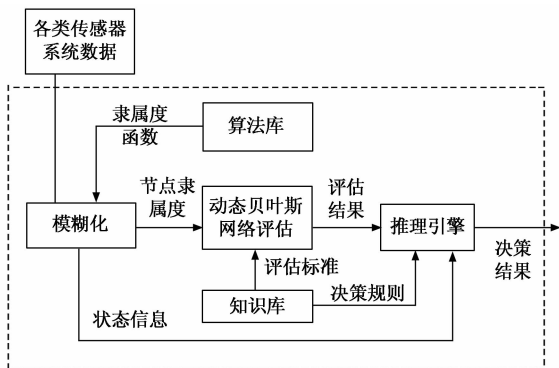 各类传感器
系统数据
隶属度
函数
算法库
节点隶
属度
模糊化
动态贝叶斯
网络评估
评估
结果
推理引擎
决策
结果
评估标准
知识库
决策规则
状态信息